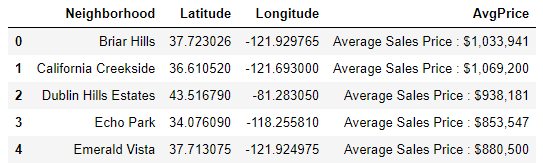 Neighborhood Latitude Longitude AvgPrice
0 Briar Hills 37.723026 -121.929765 Average Sales Price : $1,033,941
1 California Creekside 36.610520 -121.693000 Average Sales Price : $1,069,200
2 Dublin Hills Estates 43.516790 -81.283050 Average Sales Price : $938,181
3 Echo Park 34.076090 -118.255810 Average Sales Price : $853,547
4 Emerald Vista 37.713075 -121.924975 Average Sales Price : $880,500